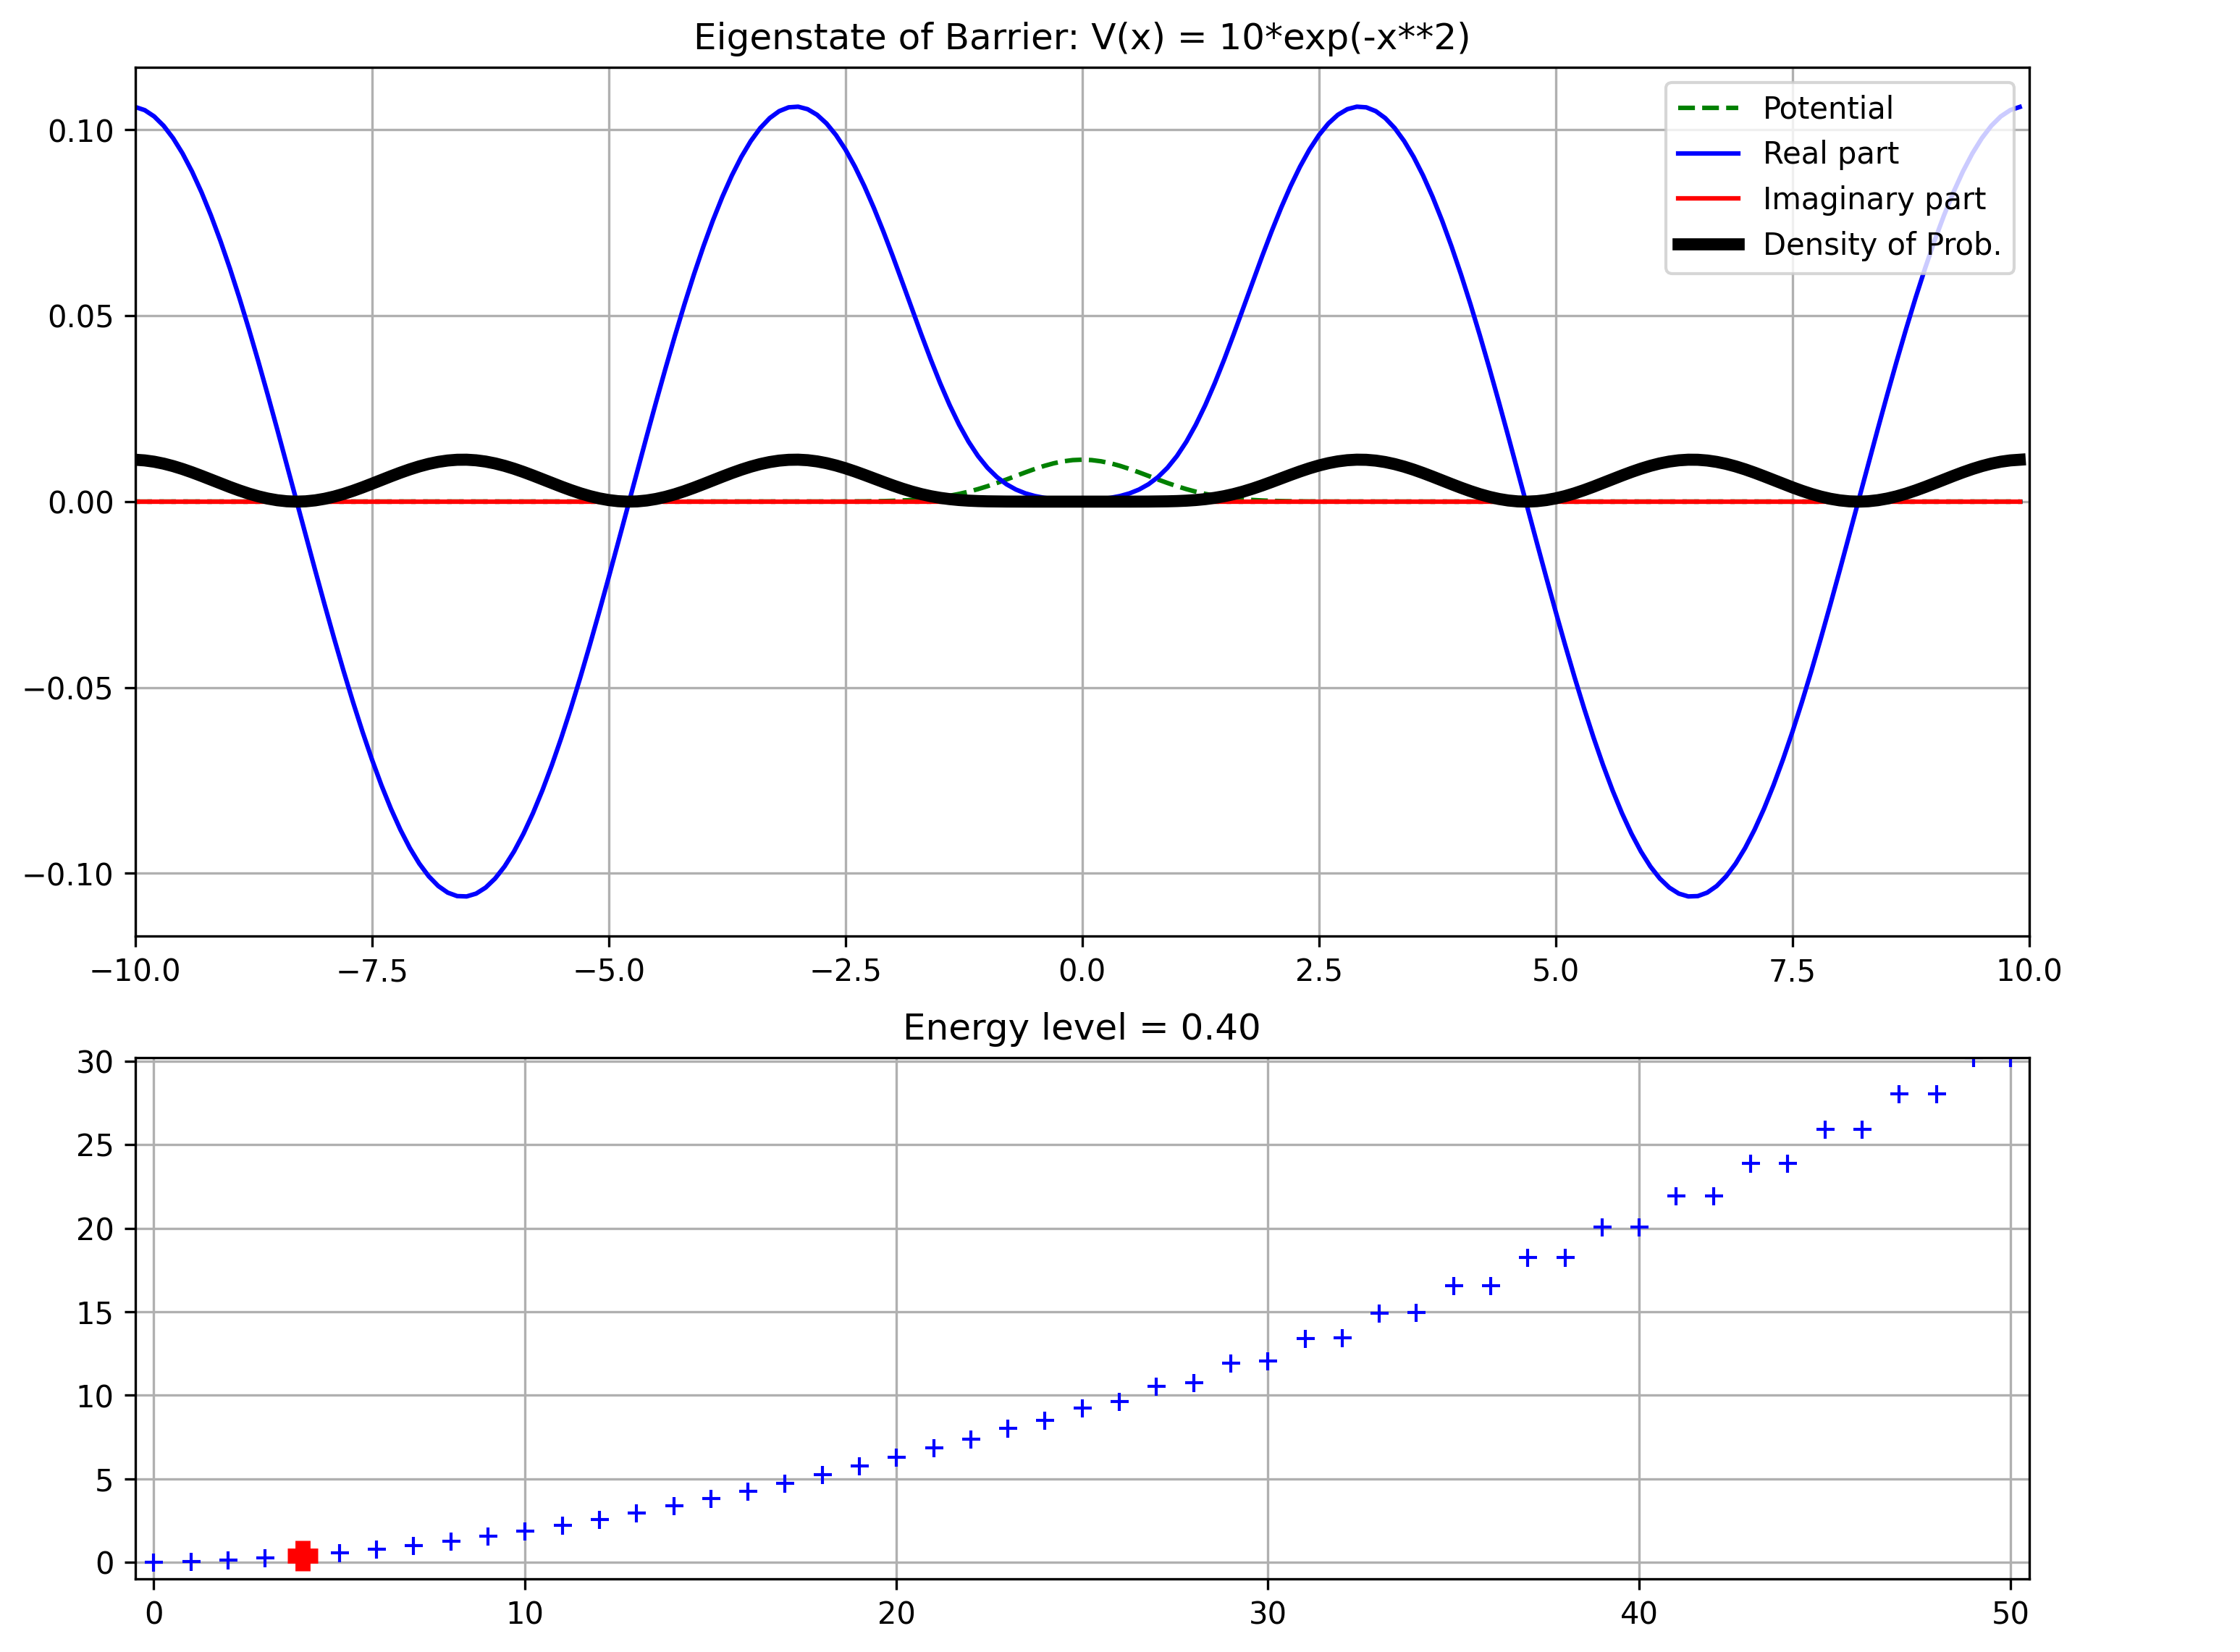 Eigenstate of Barrier: V(x) = 10*exp(-x**2)
Potential
Real part
Imaginary part
Density of Prob.
0.10
0.05
0.00
−0.05
−0.10
−10.0 −7.5 −5.0 −2.5 0.0 2.5 5.0 7.5 10.0
Energy level = 0.40
30
25
20
15
10
5
0
0 10 20 30 40 50